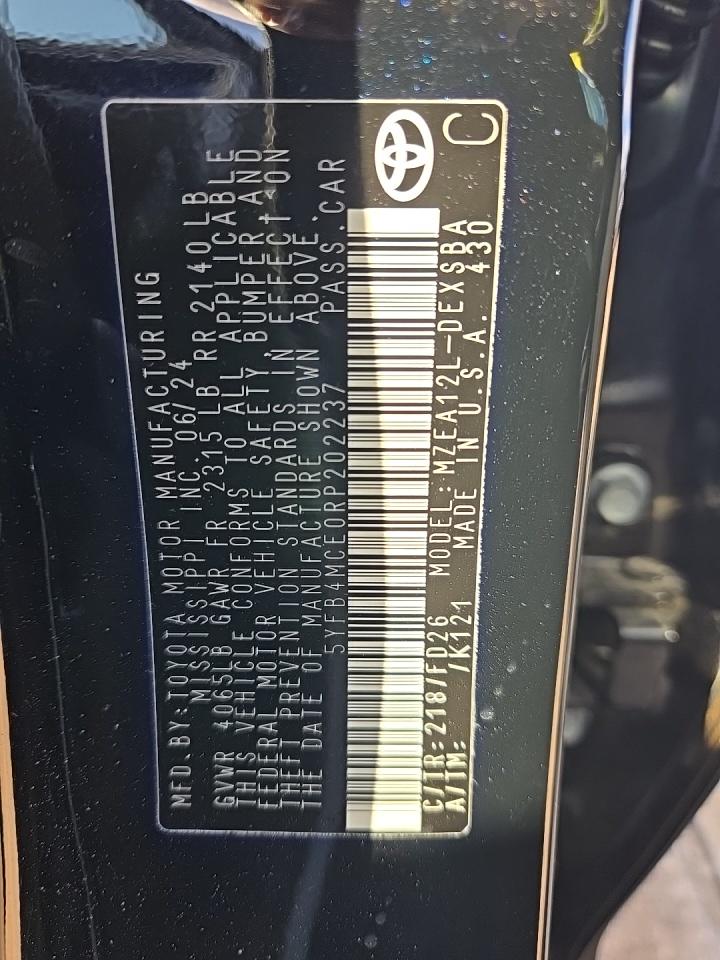 MFD.BY:TOYOTA MOTOR MANUFACTURING
MISSISSIPPI INC. 06/24
GVWR 4065LB GAWR FR 2315 LB RR 2140LB
THIS VEHICLE CONFORMS TO ALL APPLICABLE
FEDERAL MOTOR VEHICLE SAFETY BUMPER AND
THEFT PREVENTION STANDARDS IN EFFECT ON
THE DATE OF MANUFACTURE SHOWN ABOVE.
5YFB4MCE0RP202237 PASS.CAR
C/TR:218/FD26 MODEL:MZEA12L-DEXSBA
A/TM: /K121 MADE IN U.S.A. 430
C